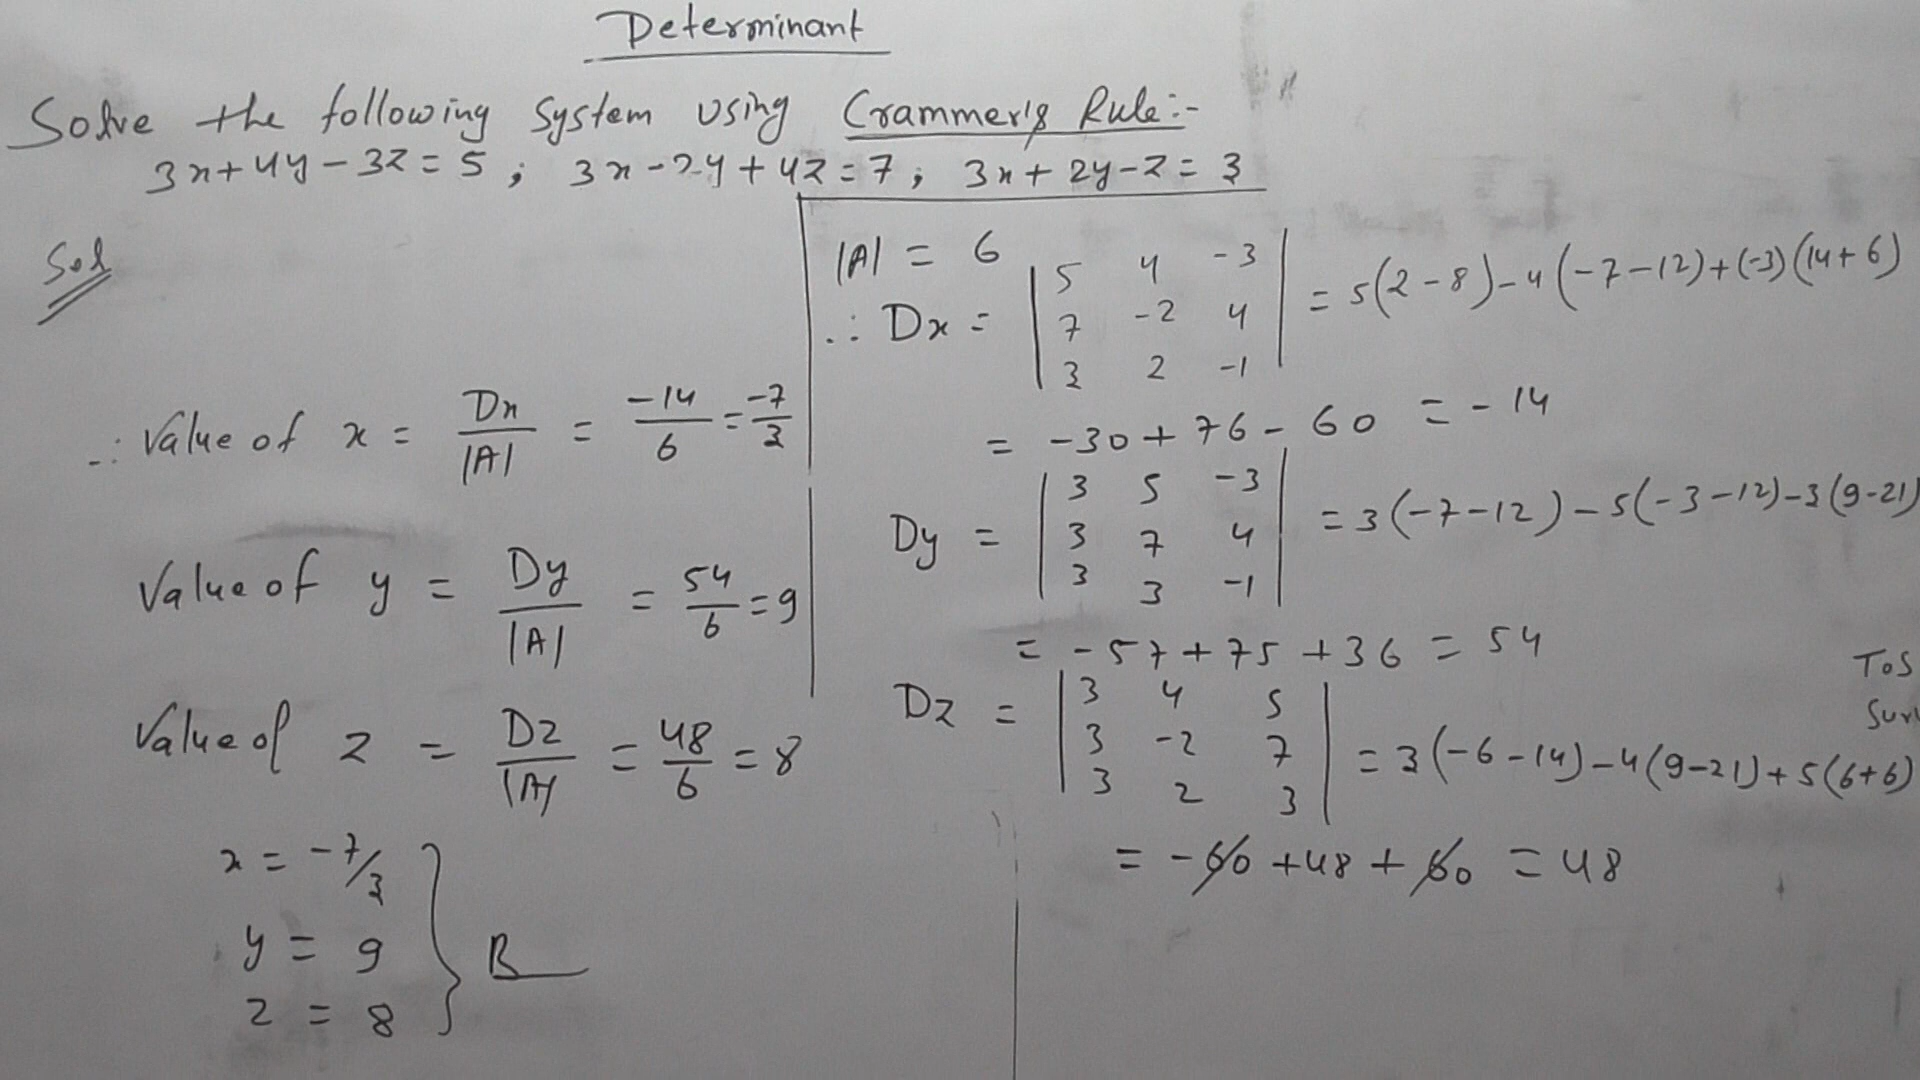 Determinant
Solve the following System using Crammer's Rule:-
3x+4y-3z=5; 3x-2y+4z=7; 3x+2y-z=3
Sol
|A| = 6
∴ Dx = | 5 4 -3 | = 5(2-8)-4(-7-12)+(-3)(14+6)
7 -2 4
3 2 -1
= -30+76-60 = -14
Dy = | 3 5 -3 | = 3(-7-12)-5(-3-12)-3(9-21)
3 7 4
3 3 -1
= -57+75+36 = 54
Dz = | 3 4 5 | = 3(-6-14)-4(9-21)+5(6+6)
3 -2 7
3 2 3
= -60+48+60 = 48
∴ Value of x = Dx/|A| = -14/6 = -7/3
Value of y = Dy/|A| = 54/6 = 9
Value of z = Dz/|A| = 48/6 = 8
x = -7/3
y = 9
z = 8